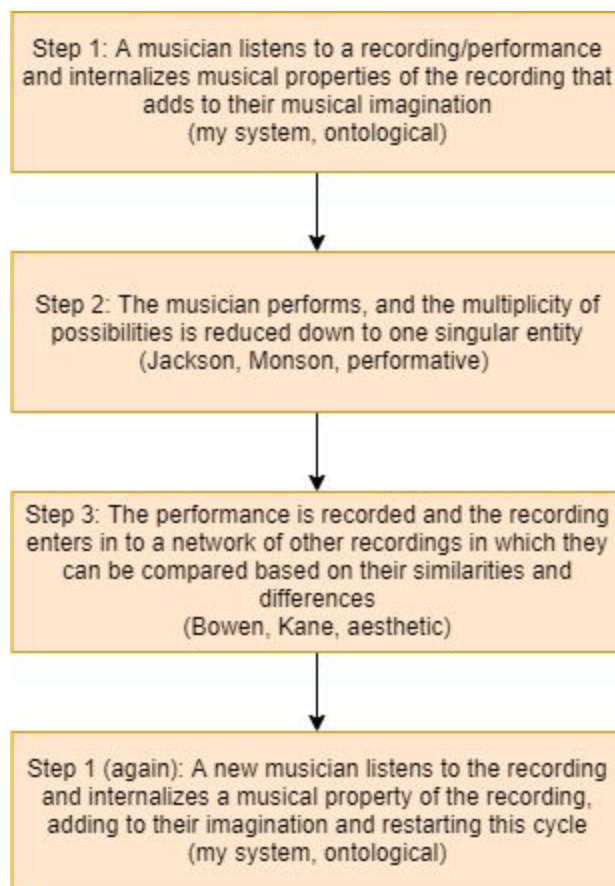 Step 1: A musician listens to a recording/performance
and internalizes musical properties of the recording that
adds to their musical imagination
(my system, ontological)
Step 2: The musician performs, and the multiplicity of
possibilities is reduced down to one singular entity
(Jackson, Monson, performative)
Step 3: The performance is recorded and the recording
enters in to a network of other recordings in which they
can be compared based on their similarities and
differences
(Bowen, Kane, aesthetic)
Step 1 (again): A new musician listens to the recording
and internalizes a musical property of the recording,
adding to their imagination and restarting this cycle
(my system, ontological)